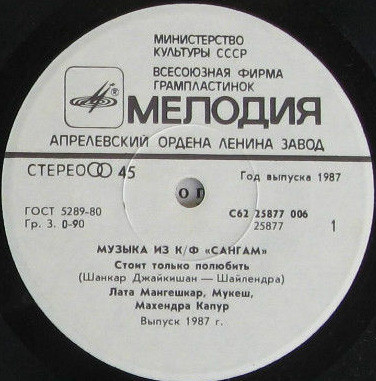 МИНИСТЕРСТВО
КУЛЬТУРЫ СССР
ВСЕСОЮЗНАЯ ФИРМА
ГРАМПЛАСТИНОК
МЕЛОДИЯ
АПРЕЛЕВСКИЙ ОРДЕНА ЛЕНИНА ЗАВОД
СТЕРЕО 45
Год выпуска 1987
ОП
ГОСТ 5289-80
Гр. 3. 0-90
С62 25877 006
25877
1
МУЗЫКА ИЗ К/Ф «САНГАМ»
Стоит только полюбить
(Шанкар Джайкишан — Шайлендра)
Лата Мангешкар, Мукеш,
Махендра Капур
Выпуск 1987 г.